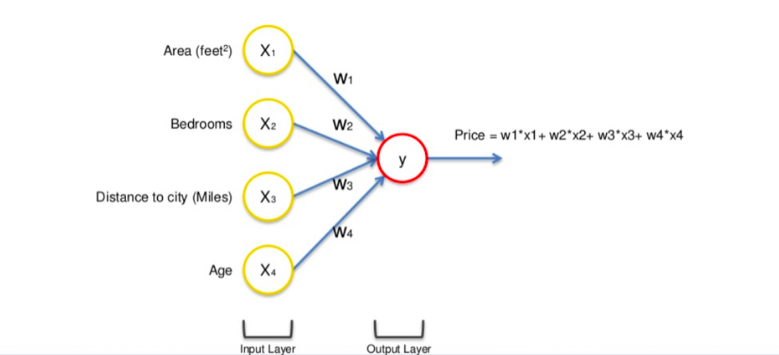 Area (feet²) X₁
W₁
Bedrooms X₂ W₂
Price = w1*x1+ w2*x2+ w3*x3+ w4*x4
y
W₃
Distance to city (Miles) X₃
W₄
Age X₄
Input Layer Output Layer